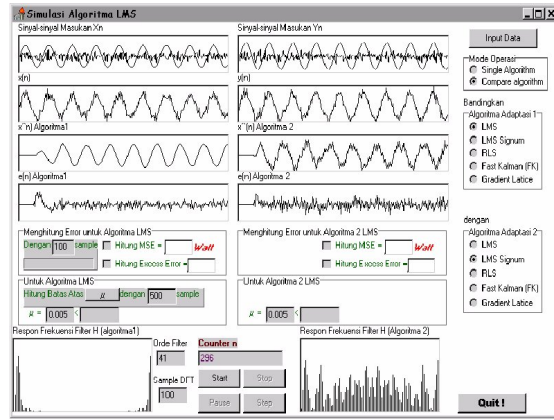 Simulasi Algoritma LMS
Sinyal-sinyal Masukan Xn
Sinyal-sinyal Masukan Yn
x(n)
y(n)
x^(n) Algoritma1
x^(n) Algoritma 2
e(n) Algoritma1
e(n) Algoritma 2
Menghitung Error untuk Algoritma LMS
Dengan 100 sample
Hitung MSE =
Watt
Hitung Excess Error =
Menghitung Error untuk Algoritma 2 LMS
Hitung MSE =
Watt
Hitung Excess Error =
Untuk Algoritma LMS
Hitung Batas Atas μ dengan 500 sample
μ = 0.005 <
Untuk Algoritma 2 LMS
μ = 0.005 <
Respon Frekuensi Filter H (algoritma1)
Orde Filter
41
Sample DFT
100
Counter n
296
Start
Stop
Pause
Step
Respon Frekuensi Filter H (Algoritma 2)
Input Data
Mode Operasi
Single Algorithm
Compare algorithm
Bandingkan
Algoritma Adaptasi 1
LMS
LMS Signum
RLS
Fast Kalman (FK)
Gradient Latice
dengan
Algoritma Adaptasi 2
LMS
LMS Signum
RLS
Fast Kalman (FK)
Gradient Latice
Quit !